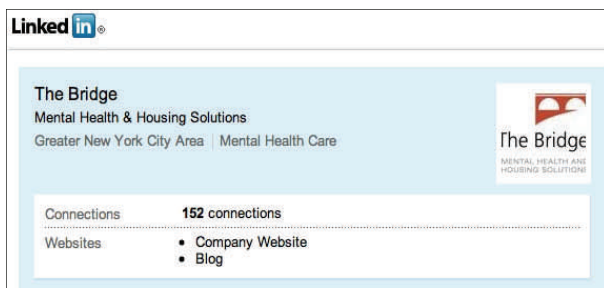 Linked in ®
The Bridge
Mental Health & Housing Solutions
Greater New York City Area | Mental Health Care
The Bridge
MENTAL HEALTH AND
HOUSING SOLUTIONS
Connections 152 connections
Websites • Company Website
• Blog